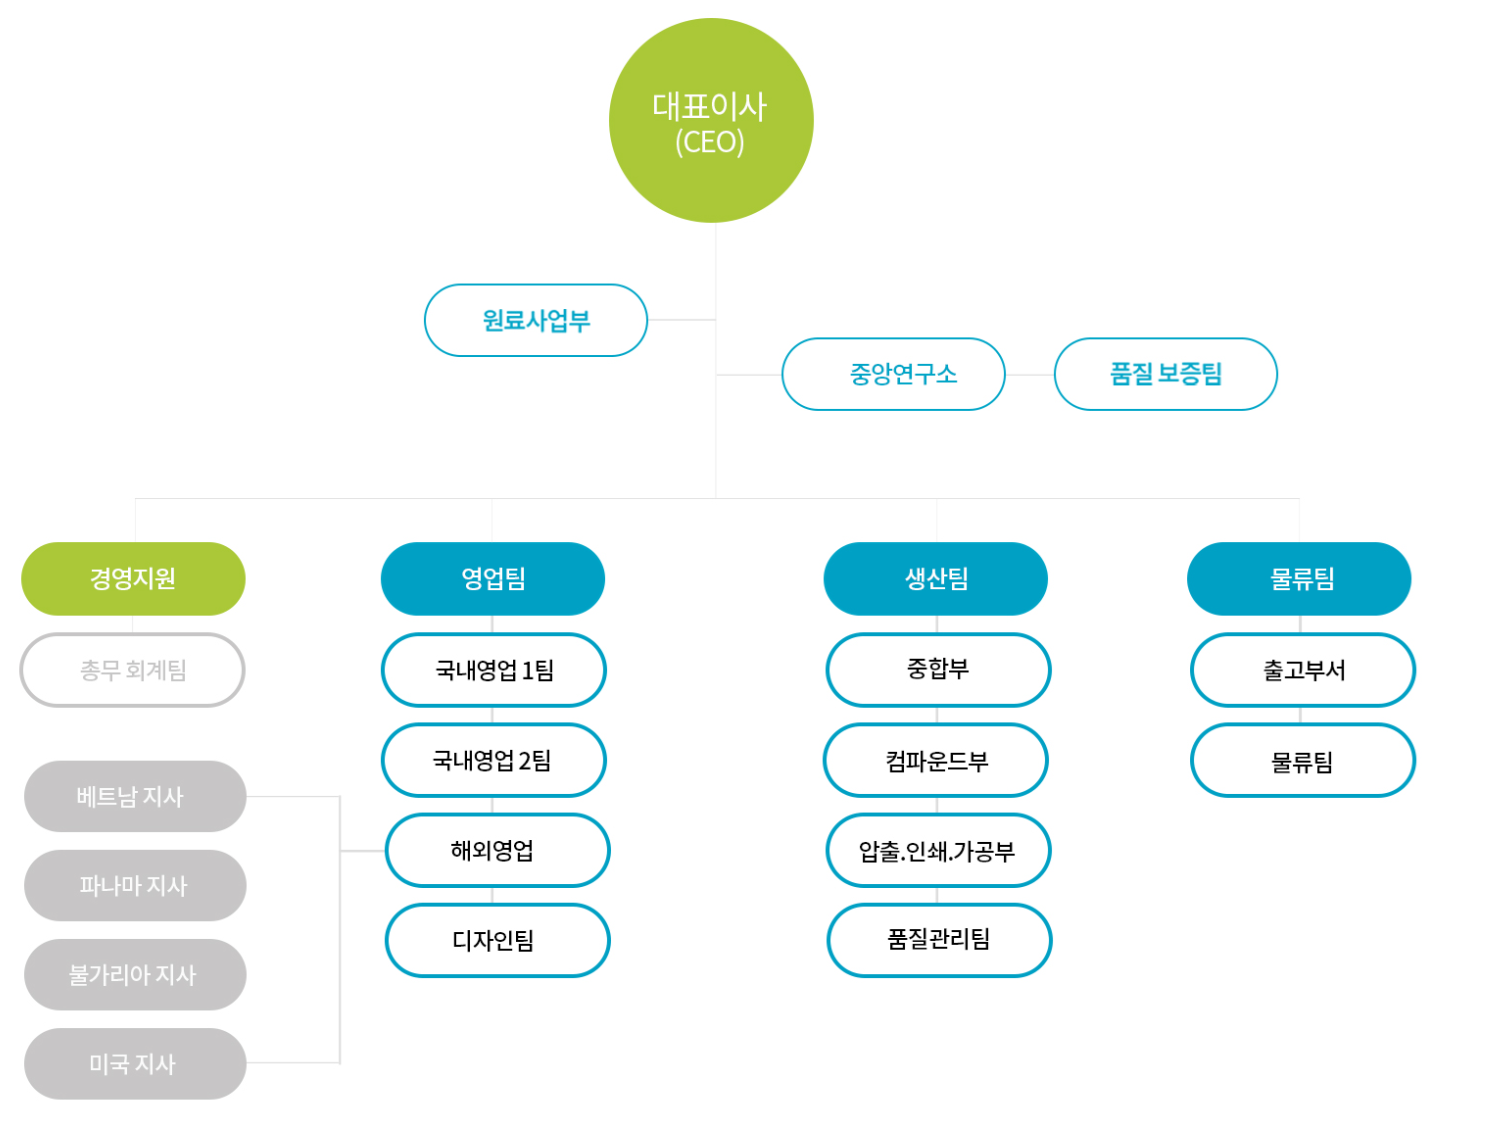 대표이사
(CEO)
원료사업부
중앙연구소
품질 보증팀
경영지원
영업팀
생산팀
물류팀
총무 회계팀
국내영업 1팀
중합부
출고부서
국내영업 2팀
컴파운드부
물류팀
베트남 지사
해외영업
압출.인쇄.가공부
파나마 지사
디자인팀
품질관리팀
불가리아 지사
미국 지사